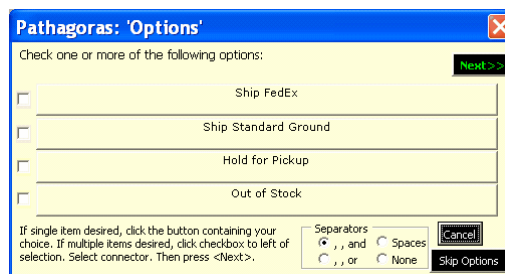 Pathagoras: 'Options'
Check one or more of the following options:
Next>>
Ship FedEx
Ship Standard Ground
Hold for Pickup
Out of Stock
If single item desired, click the button containing your
choice. If multiple items desired, click checkbox to left of
selection. Select connector. Then press <Next>.
Separators
, , and
Spaces
, , or
None
Cancel
Skip Options